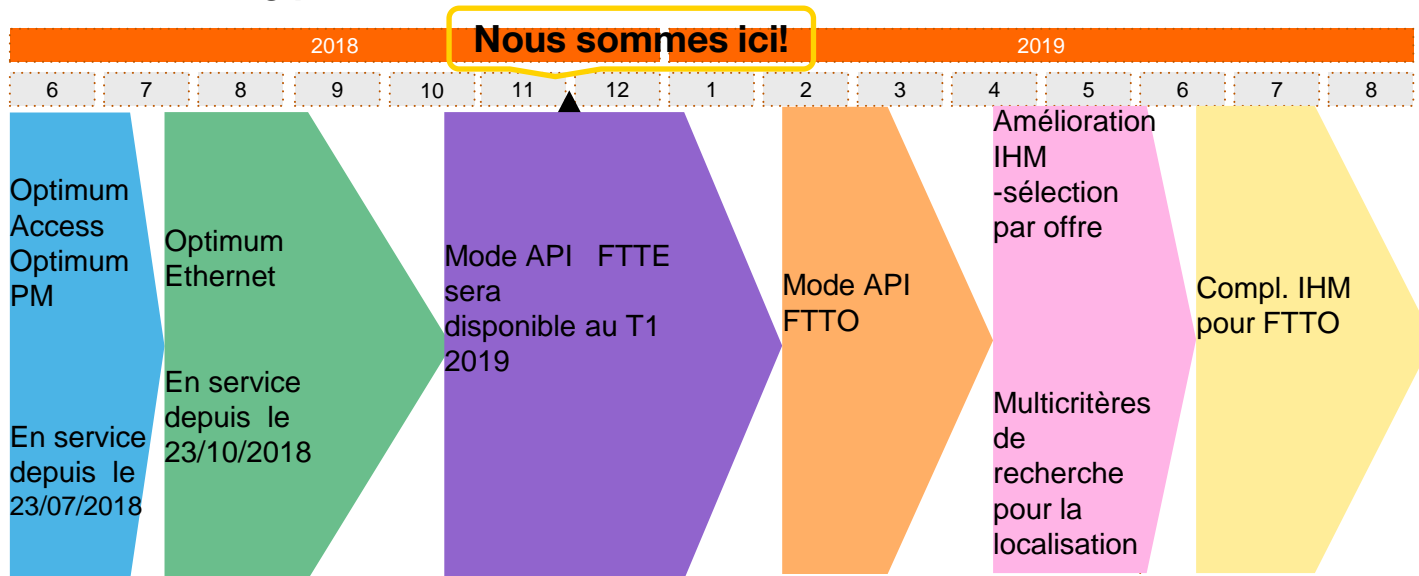 2018
Nous sommes ici!
2019
6 7 8 9 10 11 12 1 2 3 4 5 6 7 8
Optimum
Access
Optimum
PM
En service
depuis le
23/07/2018
Optimum
Ethernet
En service
depuis le
23/10/2018
Mode API FTTE
sera
disponible au T1
2019
Mode API
FTTO
Amélioration
IHM
-sélection
par offre
Multicritères
de
recherche
pour la
localisation
Compl. IHM
pour FTTO